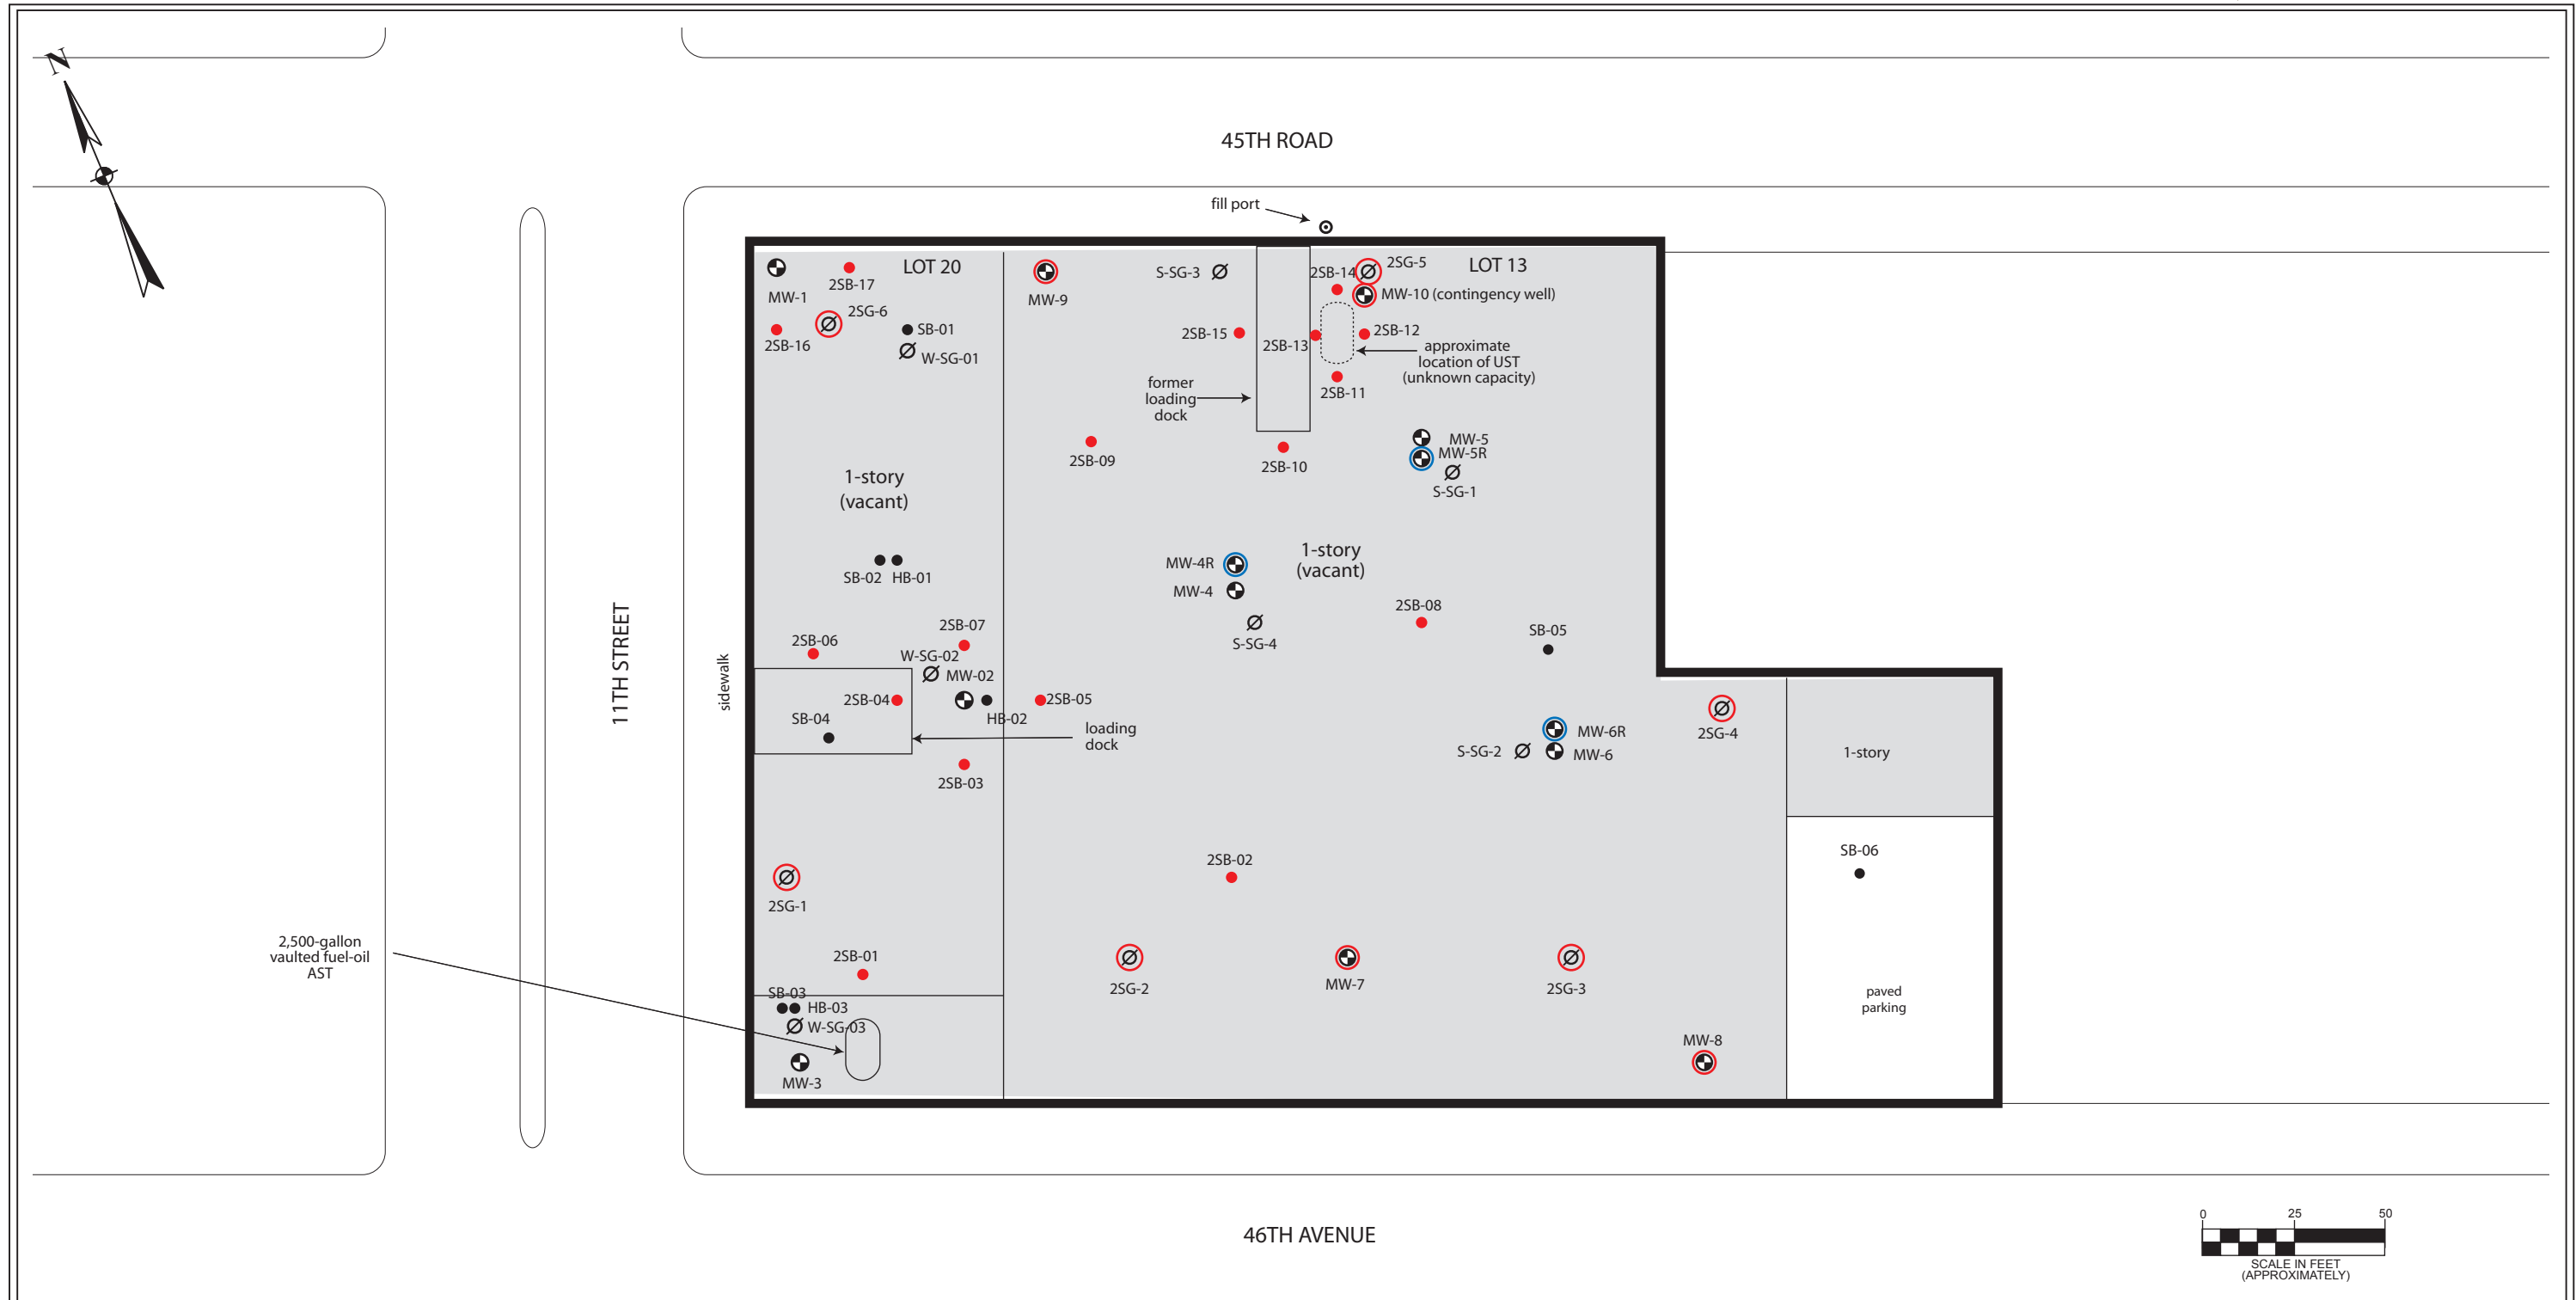 N
45TH ROAD
fill port
LOT 20
LOT 13
MW-1
2SB-17
2SG-6
2SB-16
SB-01
W-SG-01
MW-9
S-SG-3
2SB-14
2SG-5
MW-10 (contingency well)
2SB-15
2SB-13
2SB-12
approximate
location of UST
(unknown capacity)
2SB-11
former
loading
dock
2SB-09
2SB-10
MW-5
MW-5R
S-SG-1
1-story
(vacant)
1-story
(vacant)
SB-02
HB-01
MW-4R
MW-4
S-SG-4
2SB-08
SB-05
11TH STREET
sidewalk
2SB-06
2SB-07
W-SG-02
MW-02
2SB-04
HB-02
2SB-05
SB-04
loading
dock
2SB-03
MW-6R
S-SG-2
MW-6
2SG-4
1-story
SB-06
2SB-02
2SG-1
2,500-gallon
vaulted fuel-oil
AST
2SB-01
2SG-2
MW-7
2SG-3
SB-03
HB-03
W-SG-03
MW-3
MW-8
paved
parking
46TH AVENUE
0 25 50
SCALE IN FEET
(APPROXIMATELY)